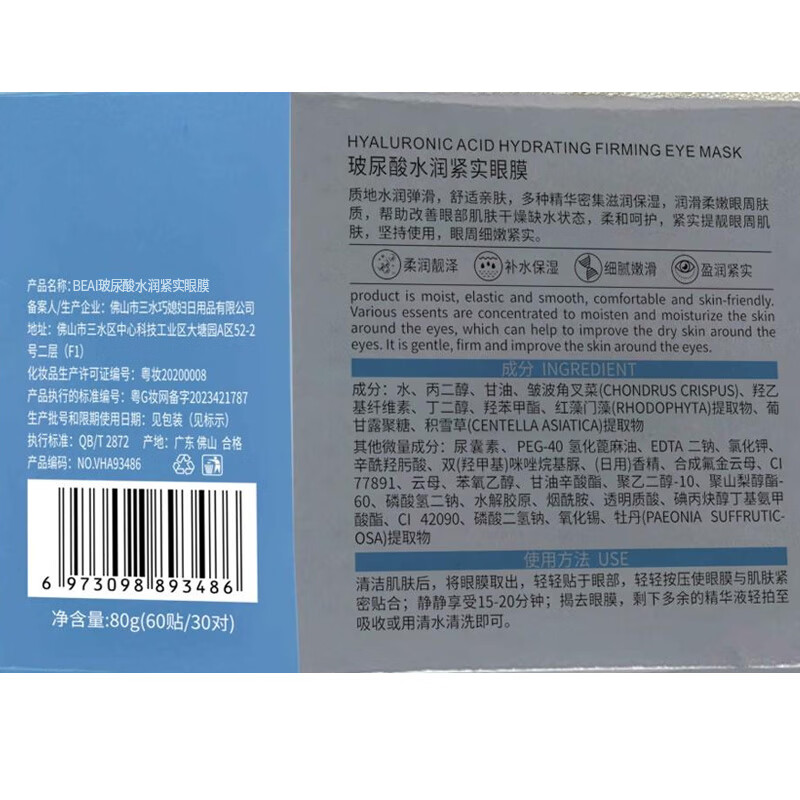 产品名称:BEAI玻尿酸水润紧实眼膜
备案人/生产企业：佛山市三水巧媳妇日用品有限公司
地址：佛山市三水区中心科技工业区大塘园A区52-2
号二层（F1）
化妆品生产许可证编号：粤妆20200008
产品执行的标准编号：粤G妆网备字2023421787
生产批号和限期使用日期：见包装（见标示）
执行标准：QB/T 2872 产地：广东 佛山 合格
产品编码：NO.VHA93486
6 973098 893486
净含量:80g(60贴/30对)
HYALURONIC ACID HYDRATING FIRMING EYE MASK
玻尿酸水润紧实眼膜
质地水润弹滑，舒适亲肤，多种精华密集滋润保湿，润滑柔嫩眼周肤
质，帮助改善眼部肌肤干燥缺水状态，柔和呵护，紧实提靓眼周肌
肤，坚持使用，眼周细嫩紧实。
柔润靓泽 补水保湿 细腻嫩滑 盈润紧实
product is moist, elastic and smooth, comfortable and skin-friendly.
Various essents are concentrated to moisten and moisturize the skin
around the eyes, which can help to improve the dry skin around the
eyes. It is gentle, firm and improve the skin around the eyes.
成分 INGREDIENT
成分：水、丙二醇、甘油、皱波角叉菜(CHONDRUS CRISPUS)、羟乙
基纤维素、丁二醇、羟苯甲酯、红藻门藻(RHODOPHYTA)提取物、葡
甘露聚糖、积雪草(CENTELLA ASIATICA)提取物
其他微量成分：尿囊素、PEG-40 氢化蓖麻油、EDTA 二钠、氯化钾、
辛酰羟肟酸、双(羟甲基)咪唑烷基脲、(日用)香精、合成氟金云母、CI
77891、云母、苯氧乙醇、甘油辛酸酯、聚乙二醇-10、聚山梨醇酯-
60、磷酸氢二钠、水解胶原、烟酰胺、透明质酸、碘丙炔醇丁基氨甲
酸酯、CI 42090、磷酸二氢钠、氧化锡、牡丹(PAEONIA SUFFRUTIC-
OSA)提取物
使用方法 USE
清洁肌肤后，将眼膜取出，轻轻贴于眼部，轻轻按压使眼膜与肌肤紧
密贴合；静静享受15-20分钟；揭去眼膜，剩下多余的精华液轻拍至
吸收或用清水清洗即可。